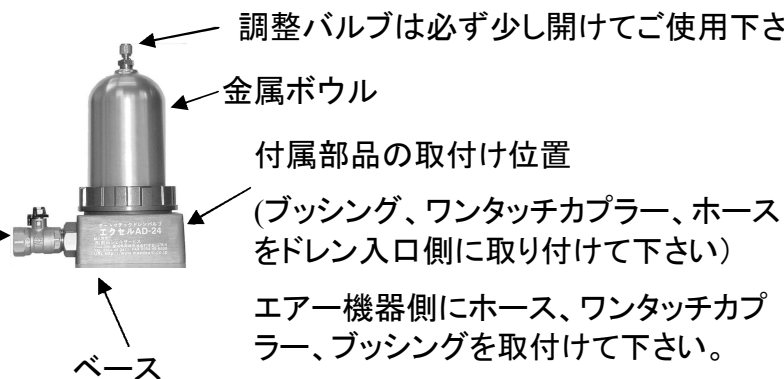 調整バルブは必ず少し開けてご使用下さ
金属ボウル
付属部品の取付け位置
(ブッシング、ワンタッチカプラー、ホース
をドレン入口側に取り付けて下さい)
エアー機器側にホース、ワンタッチカプ
ラー、ブッシングを取付けて下さい。
エクセルAD-24
ベース